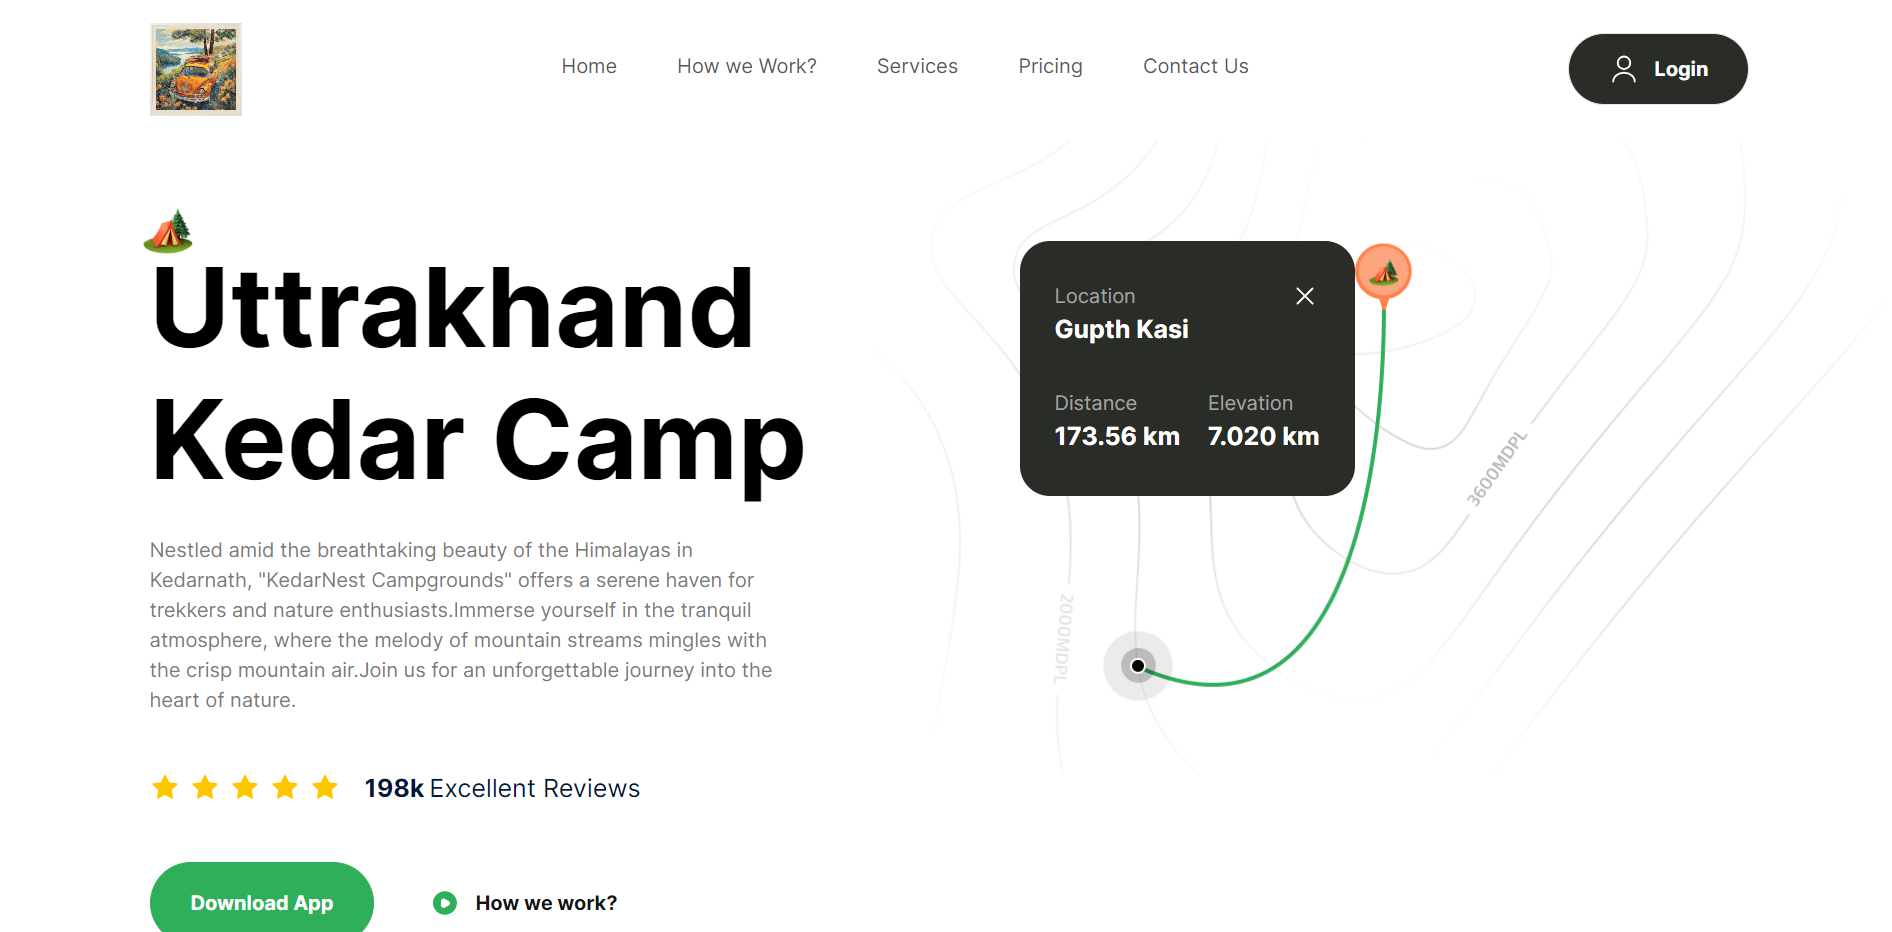 Home How we Work? Services Pricing Contact Us Login
Uttrakhand
Kedar Camp
Nestled amid the breathtaking beauty of the Himalayas in
Kedarnath, "KedarNest Campgrounds" offers a serene haven for
trekkers and nature enthusiasts.Immerse yourself in the tranquil
atmosphere, where the melody of mountain streams mingles with
the crisp mountain air.Join us for an unforgettable journey into the
heart of nature.
198k Excellent Reviews
Download App How we work?
Location
Gupth Kasi
Distance Elevation
173.56 km 7.020 km
3600MDPL
2000MDPL